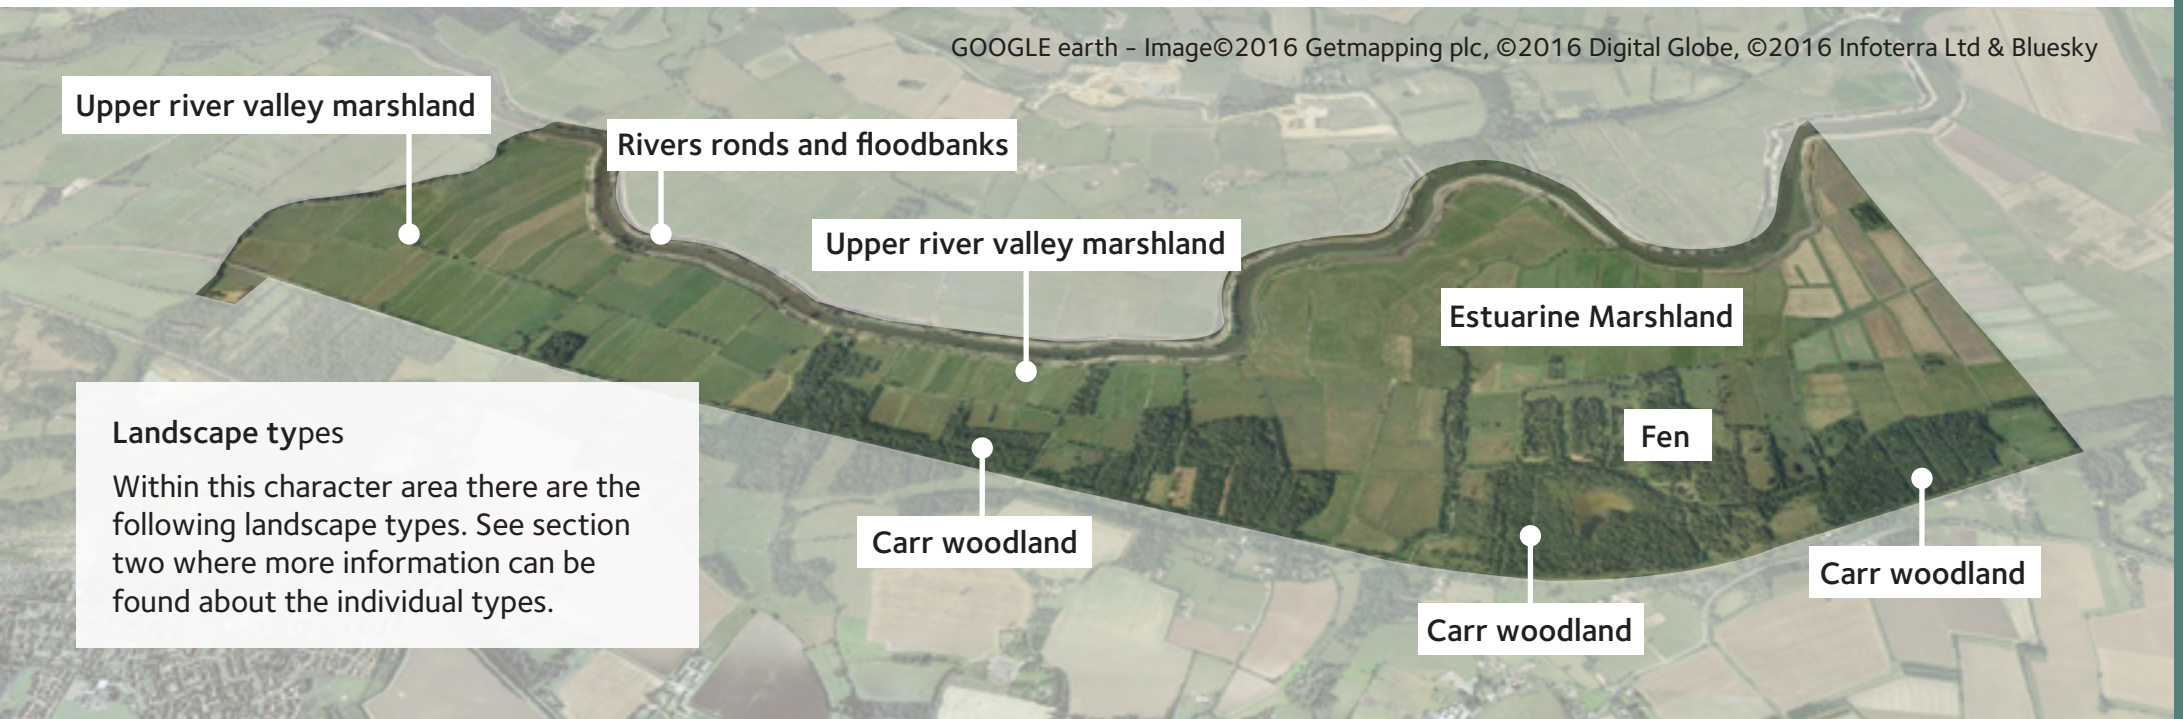 GOOGLE earth – Image©2016 Getmapping plc, ©2016 Digital Globe, ©2016 Infoterra Ltd & Bluesky
Upper river valley marshland
Rivers ronds and floodbanks
Upper river valley marshland
Estuarine Marshland
Fen
Carr woodland
Carr woodland
Carr woodland
Landscape types
Within this character area there are the
following landscape types. See section
two where more information can be
found about the individual types.